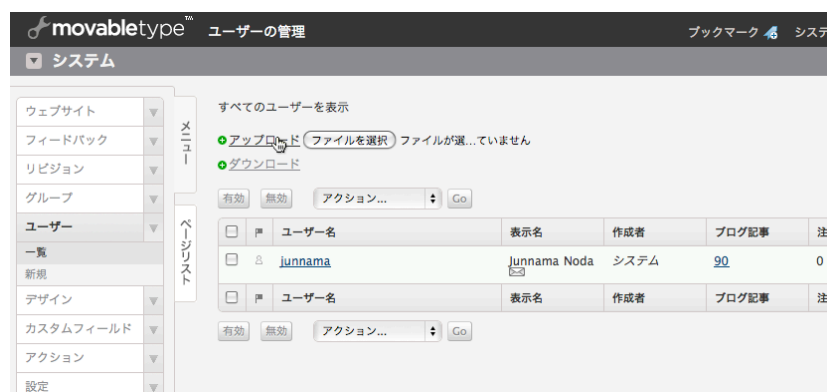 movabletype™ ユーザーの管理 ブックマーク システ
システム
ウェブサイト
フィードバック
リビジョン
グループ
ユーザー
一覧
新規
デザイン
カスタムフィールド
アクション
設定
メニュー
ページリスト
すべてのユーザーを表示
アップロード ファイルを選択 ファイルが選...ていません
ダウンロード
有効 無効 アクション... Go
ユーザー名 表示名 作成者 ブログ記事 注
junnama Junnama Noda システム 90 0
ユーザー名 表示名 作成者 ブログ記事 注
有効 無効 アクション... Go